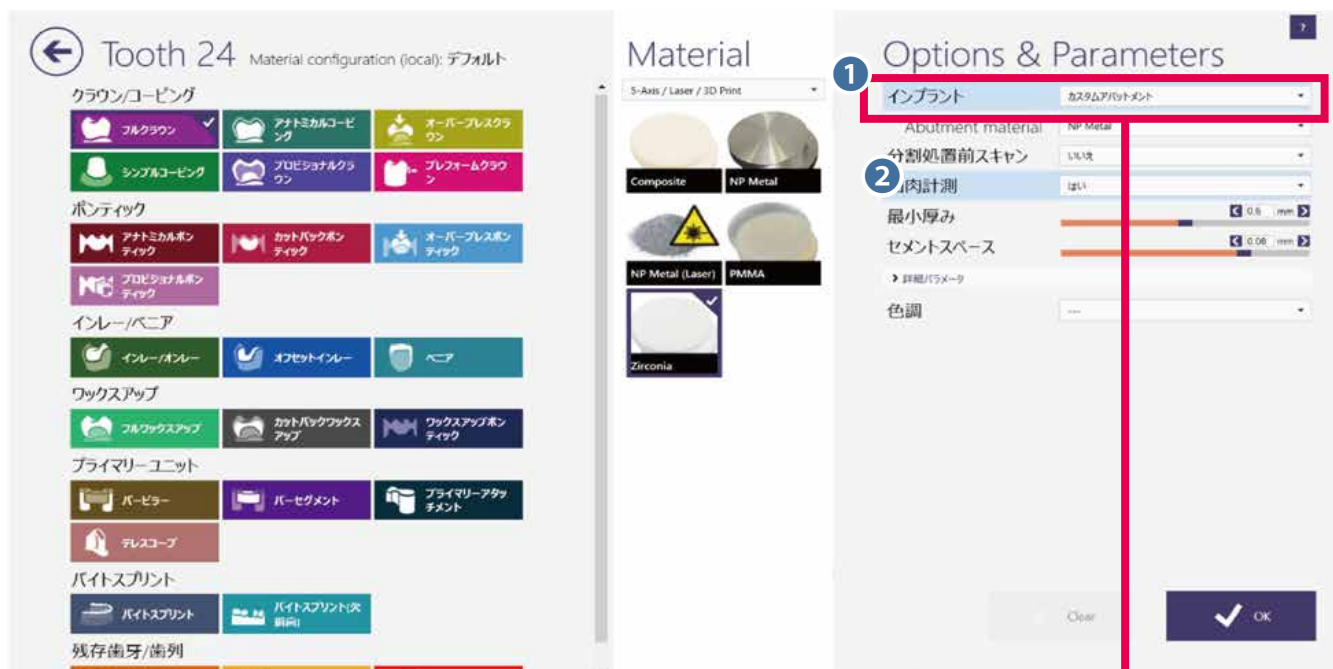 Tooth 24 Material configuration (local): デフォルト
クラウン/コーピング
フルクラウン
アナトミカルコーピング
オーバープレスクラウン
シンプルコーピング
プロビショナルクラウン
プレフォームクラウン
ポンティック
アナトミカルポンティック
カットバックポンティック
オーバープレスポンティック
プロビショナルポンティック
インレー/ベニア
インレー/オンレー
オフセットインレー
ベニア
ワックスアップ
フルワックスアップ
カットバックワックスアップ
ワックスアップポンティック
プライマリーユニット
バーピラー
バーセグメント
プライマリーアタッチメント
テレスコープ
バイトスプリント
バイトスプリント
残存歯牙/歯列
Material
5-Axis / Laser / 3D Print
Composite
NP Metal
NP Metal (Laser)
PMMA
Zirconia
?
Options & Parameters
1
インプラント カスタムアバットメント
Abutment material NP Metal
分割処置前スキャン いいえ
2
肉計測 はい
最小厚み 0.6 mm
セメントスペース 0.08 mm
詳細パラメータ
色調 ---
Clear
OK